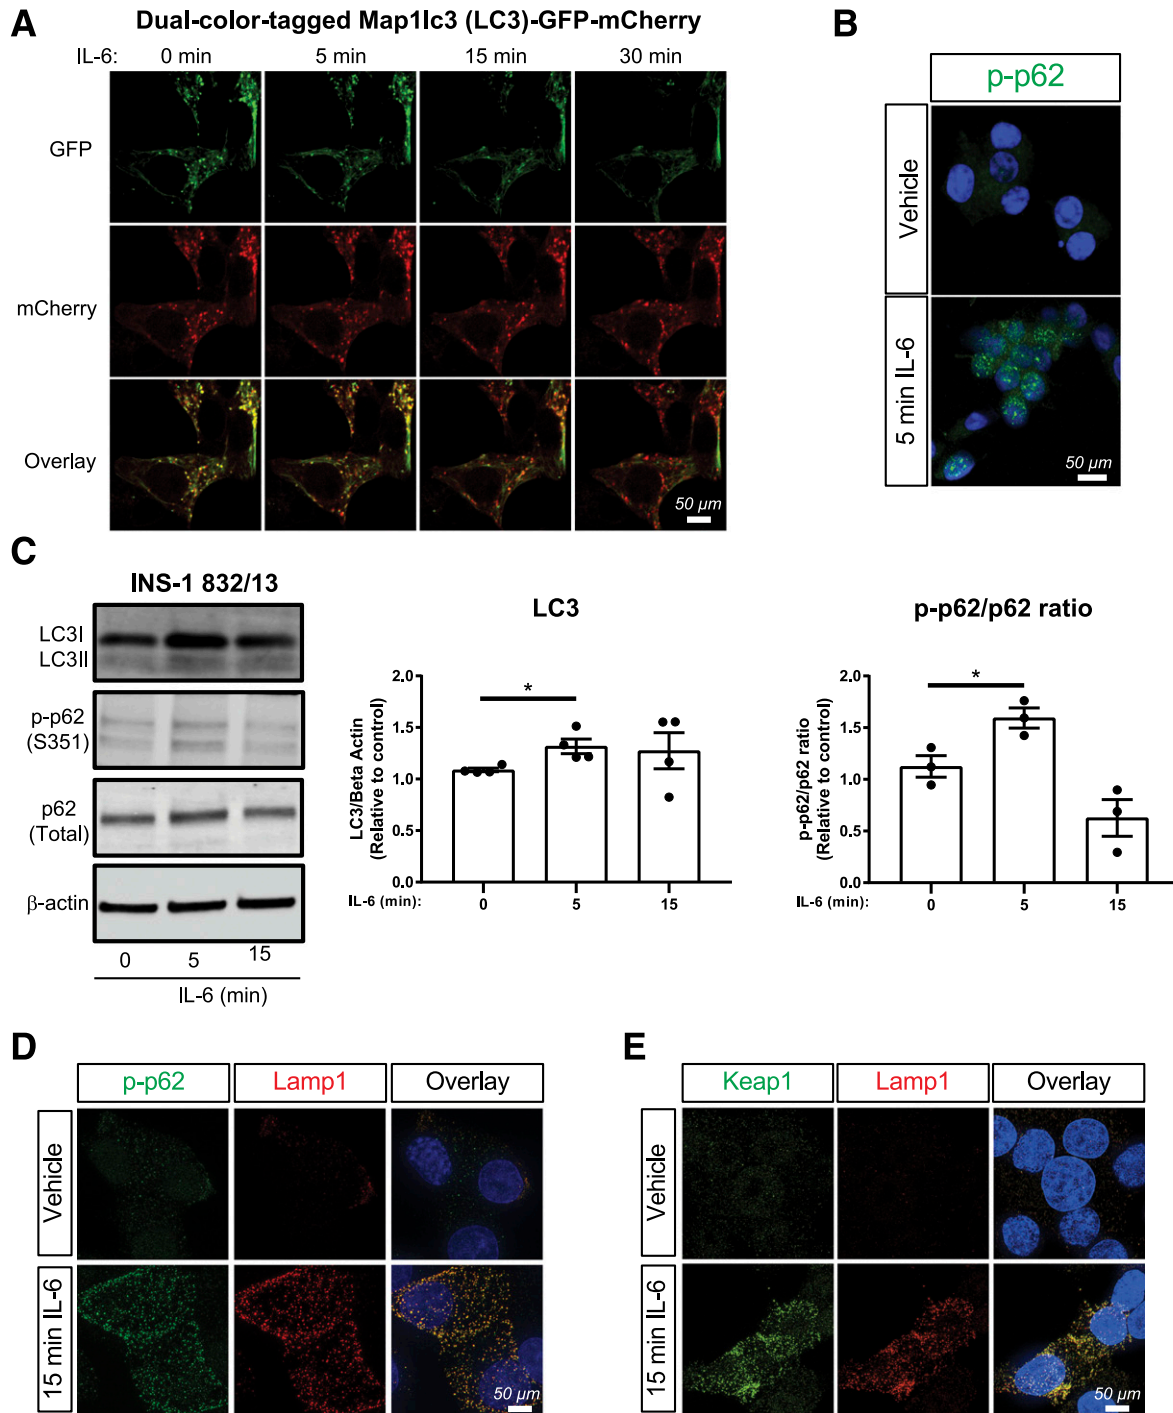 A
Dual-color-tagged Map1lc3 (LC3)-GFP-mCherry
IL-6: 0 min 5 min 15 min 30 min
GFP
mCherry
Overlay
50 µm
B
p-p62
Vehicle
5 min IL-6
50 µm
C
INS-1 832/13
LC3I
LC3II
p-p62
(S351)
p62
(Total)
β-actin
0 5 15
IL-6 (min)
LC3
LC3/Beta Actin
(Relative to control)
2.0
1.5
1.0
0.5
0.0
*
IL-6 (min): 0 5 15
p-p62/p62 ratio
p-p62/p62 ratio
(Relative to control)
2.0
1.5
1.0
0.5
0.0
*
IL-6 (min): 0 5 15
D
p-p62 Lamp1 Overlay
Vehicle
15 min IL-6
50 µm
E
Keap1 Lamp1 Overlay
Vehicle
15 min IL-6
50 µm